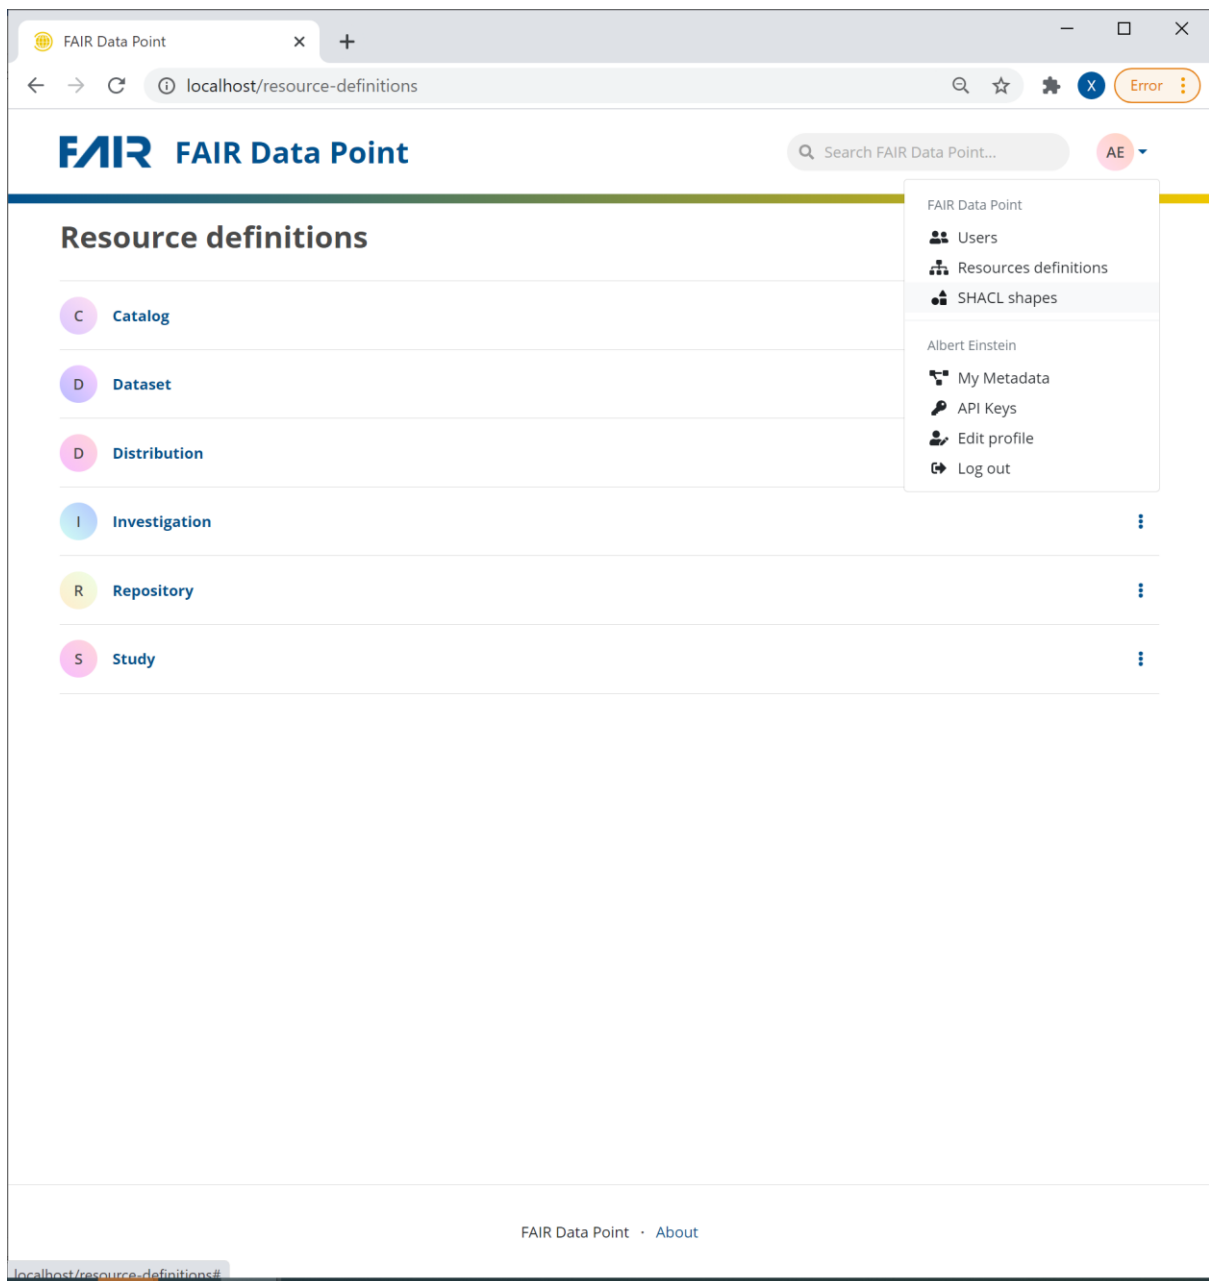 FAIR Data Point
localhost/resource-definitions
X
Error
FAIR FAIR Data Point
Search FAIR Data Point...
AE
FAIR Data Point
Users
Resources definitions
SHACL shapes
Albert Einstein
My Metadata
API Keys
Edit profile
Log out
Resource definitions
C Catalog
D Dataset
D Distribution
I Investigation
R Repository
S Study
FAIR Data Point · About
localhost/resource-definitions#